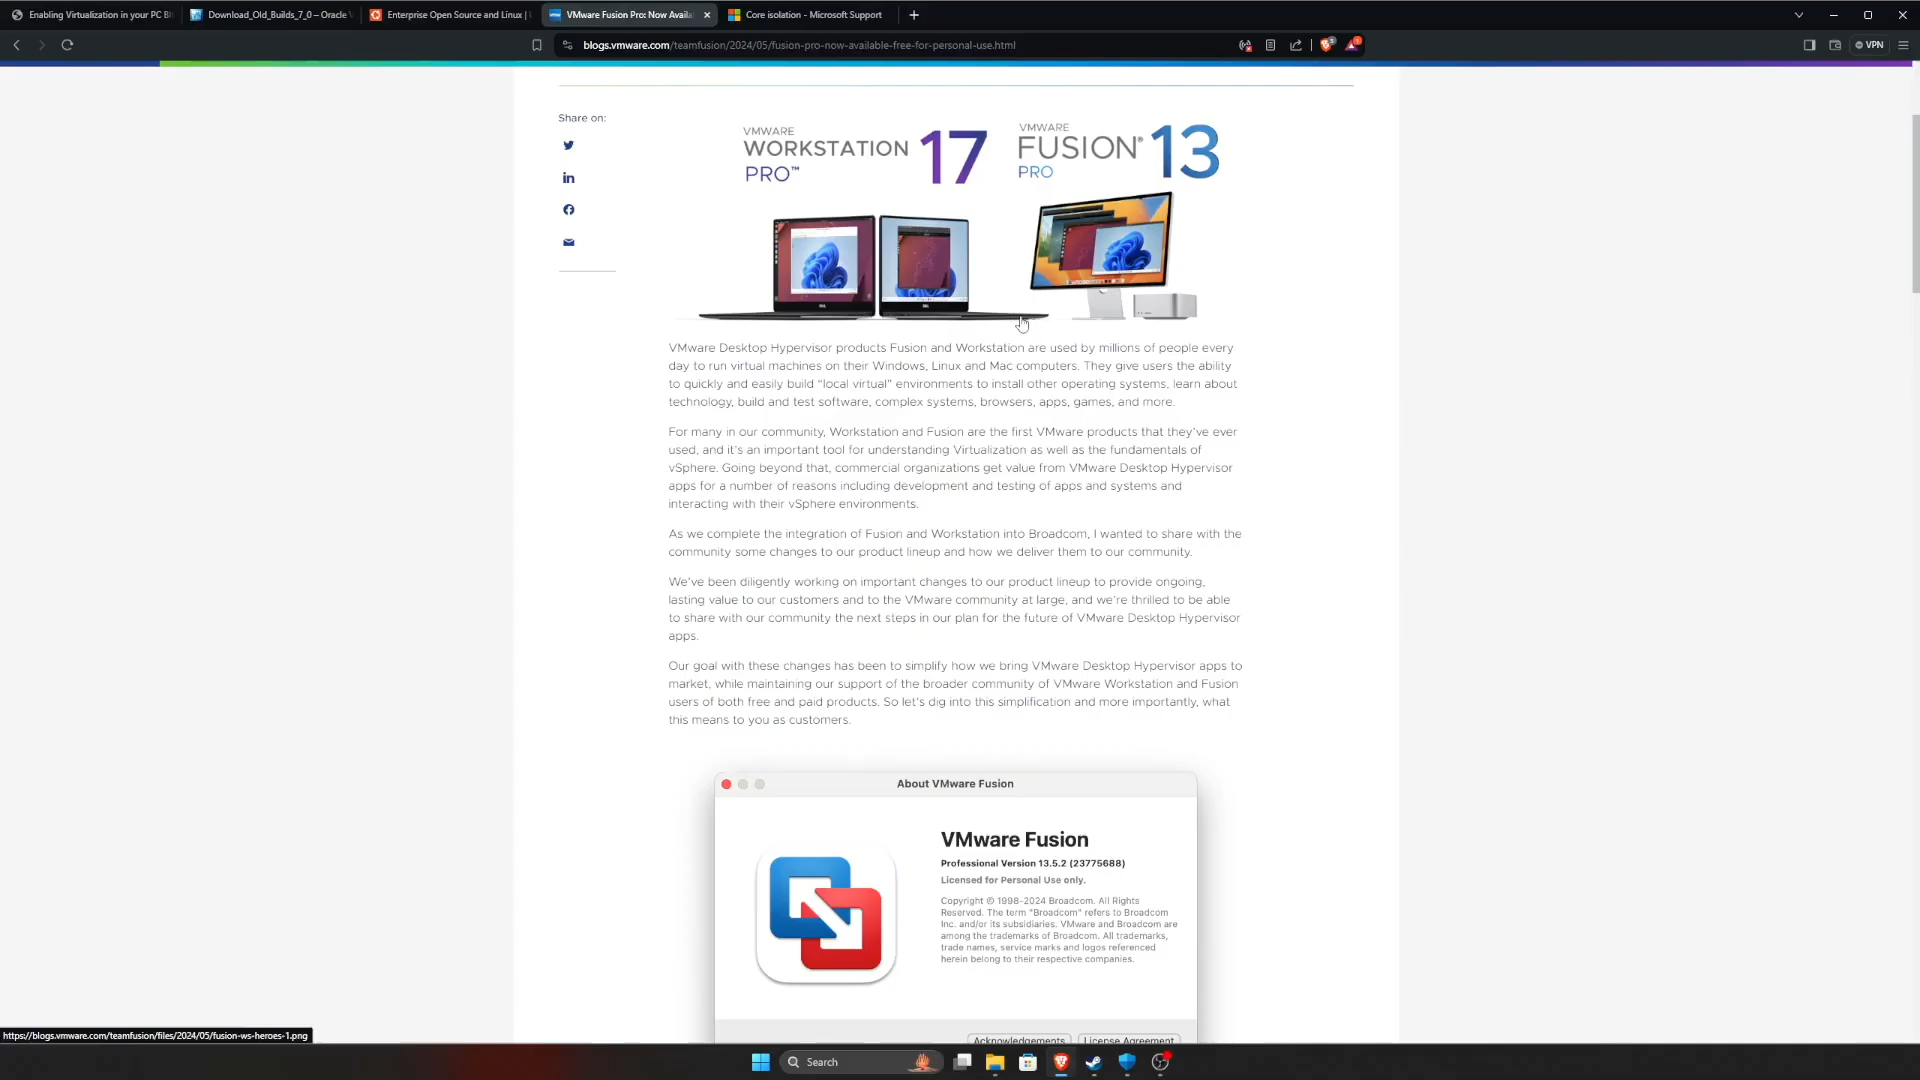 Enabling Virtualization in your PC BI
Download_Old_Builds_7_0 – Oracle V
Enterprise Open Source and Linux |
VMware Fusion Pro: Now Availa
Core isolation - Microsoft Support
blogs.vmware.com/teamfusion/2024/05/fusion-pro-now-available-free-for-personal-use.html
VPN
Share on:
VMWARE
WORKSTATION 17
PRO™
VMWARE
FUSION® 13
PRO
VMware Desktop Hypervisor products Fusion and Workstation are used by millions of people every
day to run virtual machines on their Windows, Linux and Mac computers. They give users the ability
to quickly and easily build “local virtual” environments to install other operating systems, learn about
technology, build and test software, complex systems, browsers, apps, games, and more.
For many in our community, Workstation and Fusion are the first VMware products that they’ve ever
used, and it’s an important tool for understanding Virtualization as well as the fundamentals of
vSphere. Going beyond that, commercial organizations get value from VMware Desktop Hypervisor
apps for a number of reasons including development and testing of apps and systems and
interacting with their vSphere environments.
As we complete the integration of Fusion and Workstation into Broadcom, I wanted to share with the
community some changes to our product lineup and how we deliver them to our community.
We’ve been diligently working on important changes to our product lineup to provide ongoing,
lasting value to our customers and to the VMware community at large, and we’re thrilled to be able
to share with our community the next steps in our plan for the future of VMware Desktop Hypervisor
apps.
Our goal with these changes has been to simplify how we bring VMware Desktop Hypervisor apps to
market, while maintaining our support of the broader community of VMware Workstation and Fusion
users of both free and paid products. So let’s dig into this simplification and more importantly, what
this means to you as customers.
About VMware Fusion
VMware Fusion
Professional Version 13.5.2 (23775688)
Licensed for Personal Use only.
Copyright © 1998-2024 Broadcom. All Rights
Reserved. The term "Broadcom" refers to Broadcom
Inc. and/or its subsidiaries. VMware and Broadcom are
among the trademarks of Broadcom. All trademarks,
trade names, service marks and logos referenced
herein belong to their respective companies.
Acknowledgements
License Agreement
https://blogs.vmware.com/teamfusion/files/2024/05/fusion-ws-heroes-1.png
Search